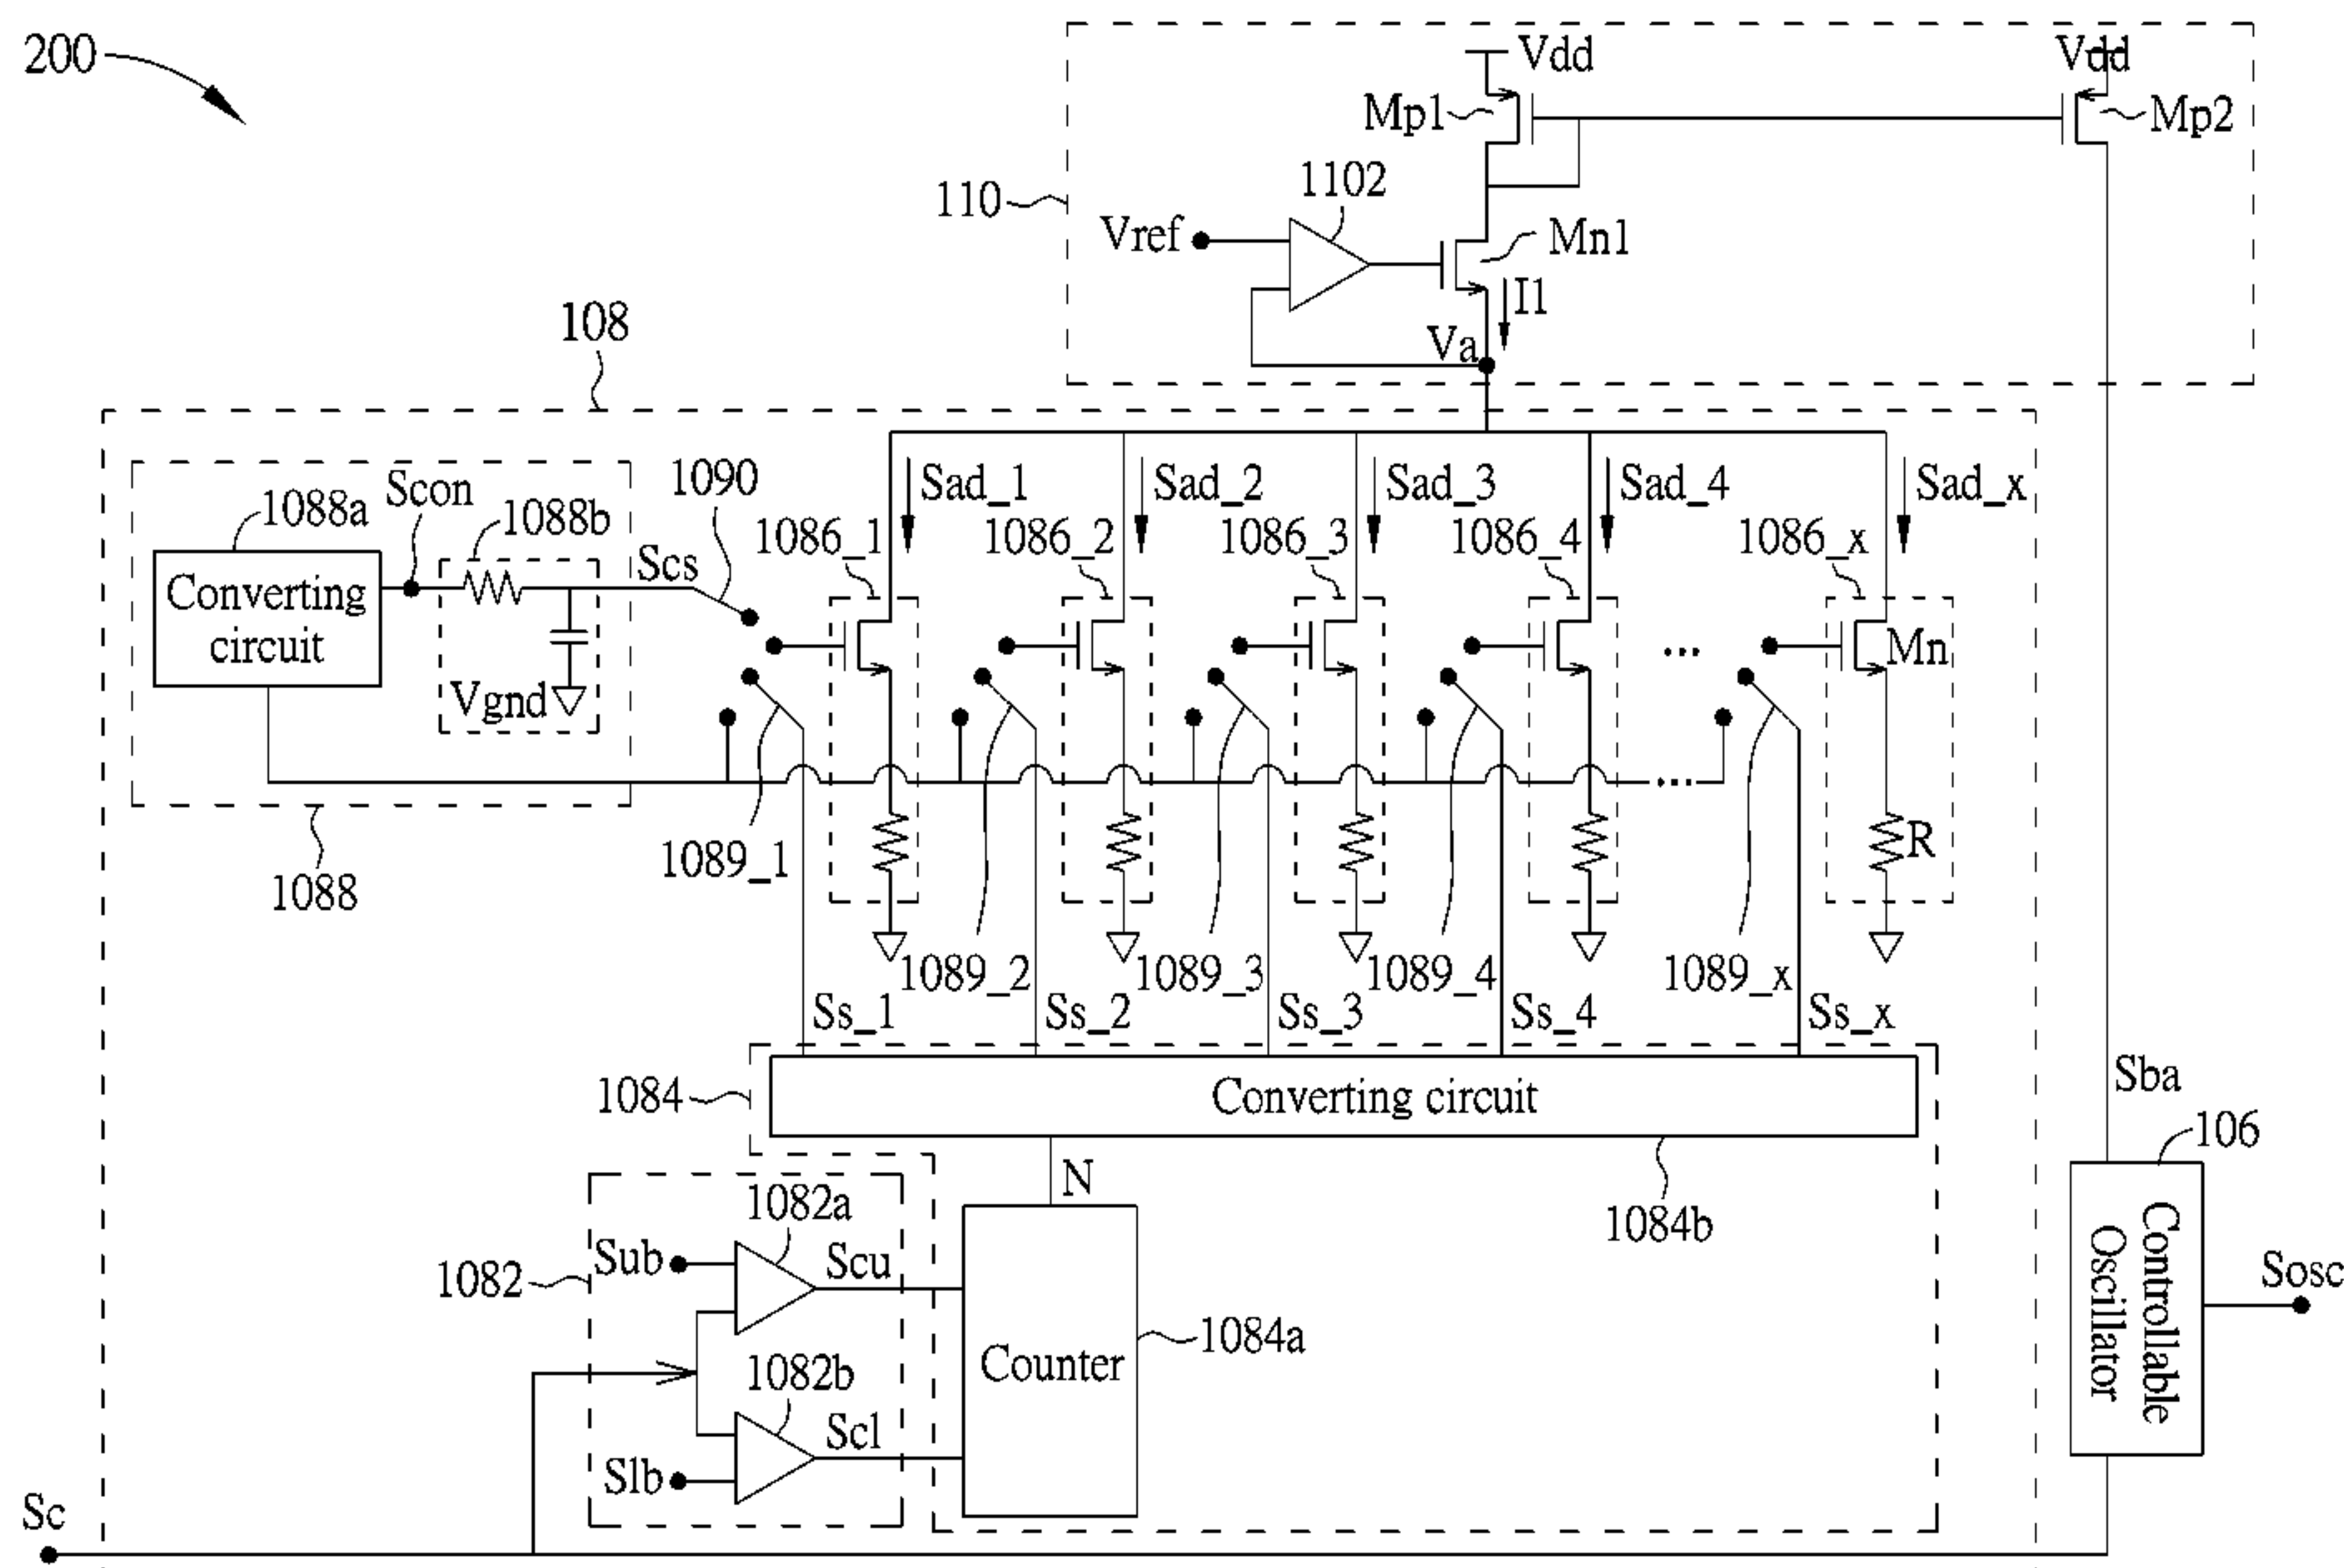 200
Vdd
Vdd
Mp1
Mp2
110
1102
Vref
Mn1
I1
Va
108
1088a
Scon
1088b
1090
Sad_1
Sad_2
Sad_3
Sad_4
Sad_x
1086_1
1086_2
1086_3
1086_4
1086_x
Scs
Converting
circuit
Vgnd
...
Mn
...
1088
1089_1
R
1089_2
1089_3
1089_4
1089_x
Ss_1
Ss_2
Ss_3
Ss_4
Ss_x
1084
Converting circuit
Sba
106
N
1084b
1082a
Sub
Scu
1082
Controllable
Oscillator
Sosc
1084a
Counter
1082b
Scl
Slb
Sc